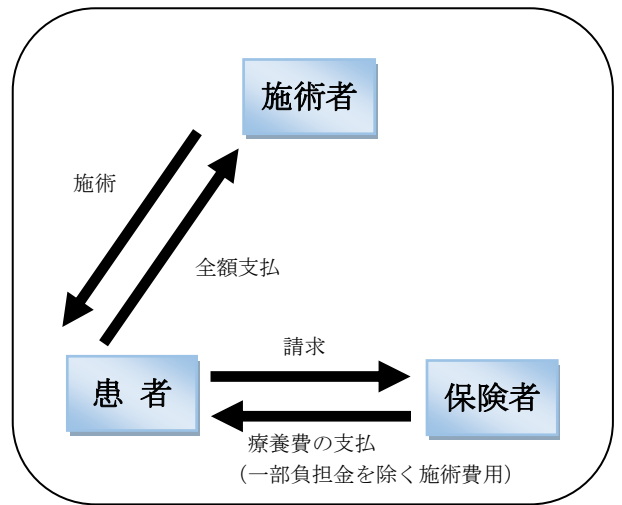 施術者
施術
全額支払
請求
患 者
保険者
療養費の支払
（一部負担金を除く施術費用）